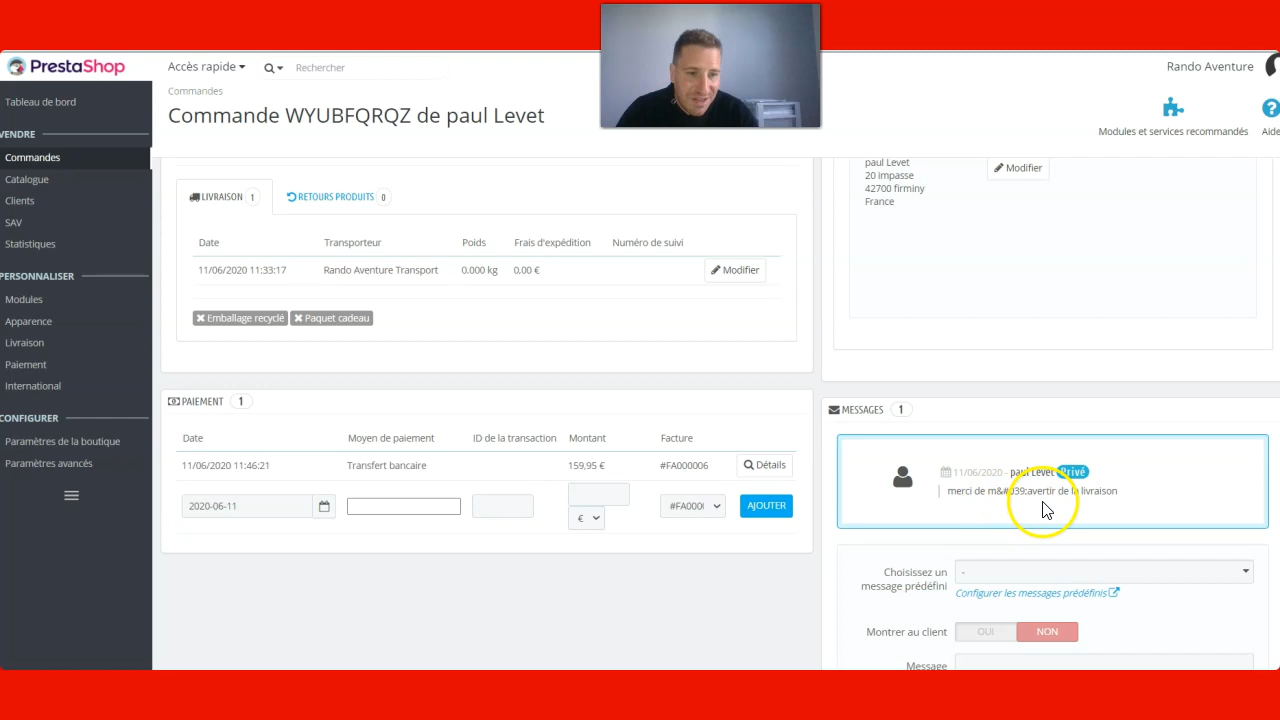 PrestaShop
Accès rapide
Rechercher
Rando Aventure
Commandes
Commande WYUBFQRQZ de paul Levet
Modules et services recommandés
Aide
Tableau de bord
VENDRE
Commandes
Catalogue
Clients
SAV
Statistiques
PERSONNALISER
Modules
Apparence
Livraison
Paiement
International
CONFIGURER
Paramètres de la boutique
Paramètres avancés
LIVRAISON 1
RETOURS PRODUITS 0
Date Transporteur Poids Frais d'expédition Numéro de suivi
11/06/2020 11:33:17 Rando Aventure Transport 0.000 kg 0,00 € Modifier
Emballage recyclé Paquet cadeau
PAIEMENT 1
Date Moyen de paiement ID de la transaction Montant Facture
11/06/2020 11:46:21 Transfert bancaire 159,95 € #FA000006 Détails
2020-06-11 € #FA000 AJOUTER
paul Levet
20 impasse
42700 firminy
France
Modifier
MESSAGES 1
11/06/2020 - paul Levet Privé
merci de m&#039;avertir de la livraison
Choisissez un
message prédéfini
-
Configurer les messages prédéfinis
Montrer au client OUI NON
Message